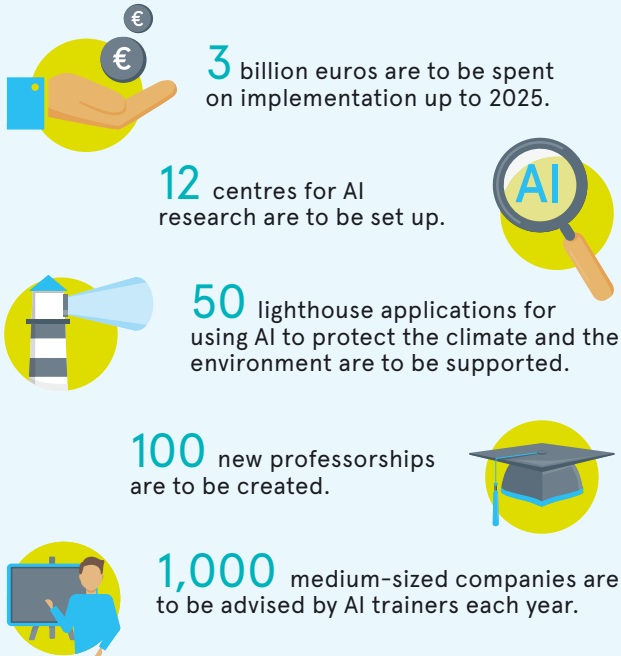 €
€
3 billion euros are to be spent
on implementation up to 2025.
12 centres for AI
research are to be set up.
AI
50 lighthouse applications for
using AI to protect the climate and the
environment are to be supported.
100 new professorships
are to be created.
1,000 medium-sized companies are
to be advised by AI trainers each year.